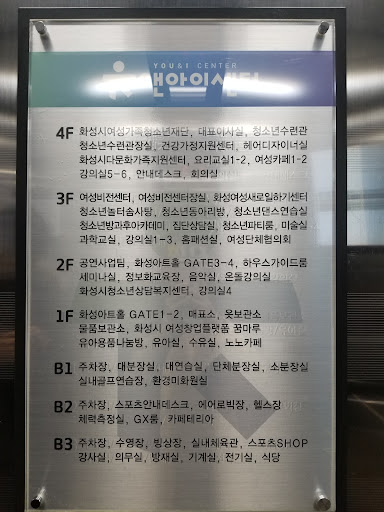 YOU&I CENTER
유앤아이센터
4F 화성시여성가족청소년재단, 대표이사실, 청소년수련관
청소년수련관장실, 건강가정지원센터, 헤어디자이너실
화성시다문화가족지원센터, 요리교실1-2, 여성카페1-2
강의실5-6, 안내데스크, 회의실
3F 여성비전센터, 여성비전센터장실, 화성여성새로일하기센터
청소년놀터솜사탕, 청소년동아리방, 청소년댄스연습실
청소년방과후아카데미, 집단상담실, 청소년파티룸, 미술실
과학교실, 강의실1-3, 홈패션실, 여성단체협의회
2F 공연사업팀, 화성아트홀 GATE3-4, 하우스가이드룸
세미나실, 정보화교육장, 음악실, 온돌강의실
화성시청소년상담복지센터, 강의실4
1F 화성아트홀 GATE1-2, 매표소, 옷보관소
물품보관소, 화성시 여성창업플랫폼 꿈마루
유아용품나눔방, 유아실, 수유실, 노노카페
B1 주차장, 대분장실, 대연습실, 단체분장실, 소분장실
실내골프연습장, 환경미화원실
B2 주차장, 스포츠안내데스크, 에어로빅장, 헬스장
체력측정실, GX룸, 카페테리아
B3 주차장, 수영장, 빙상장, 실내체육관, 스포츠SHOP
강사실, 의무실, 방재실, 기계실, 전기실, 식당